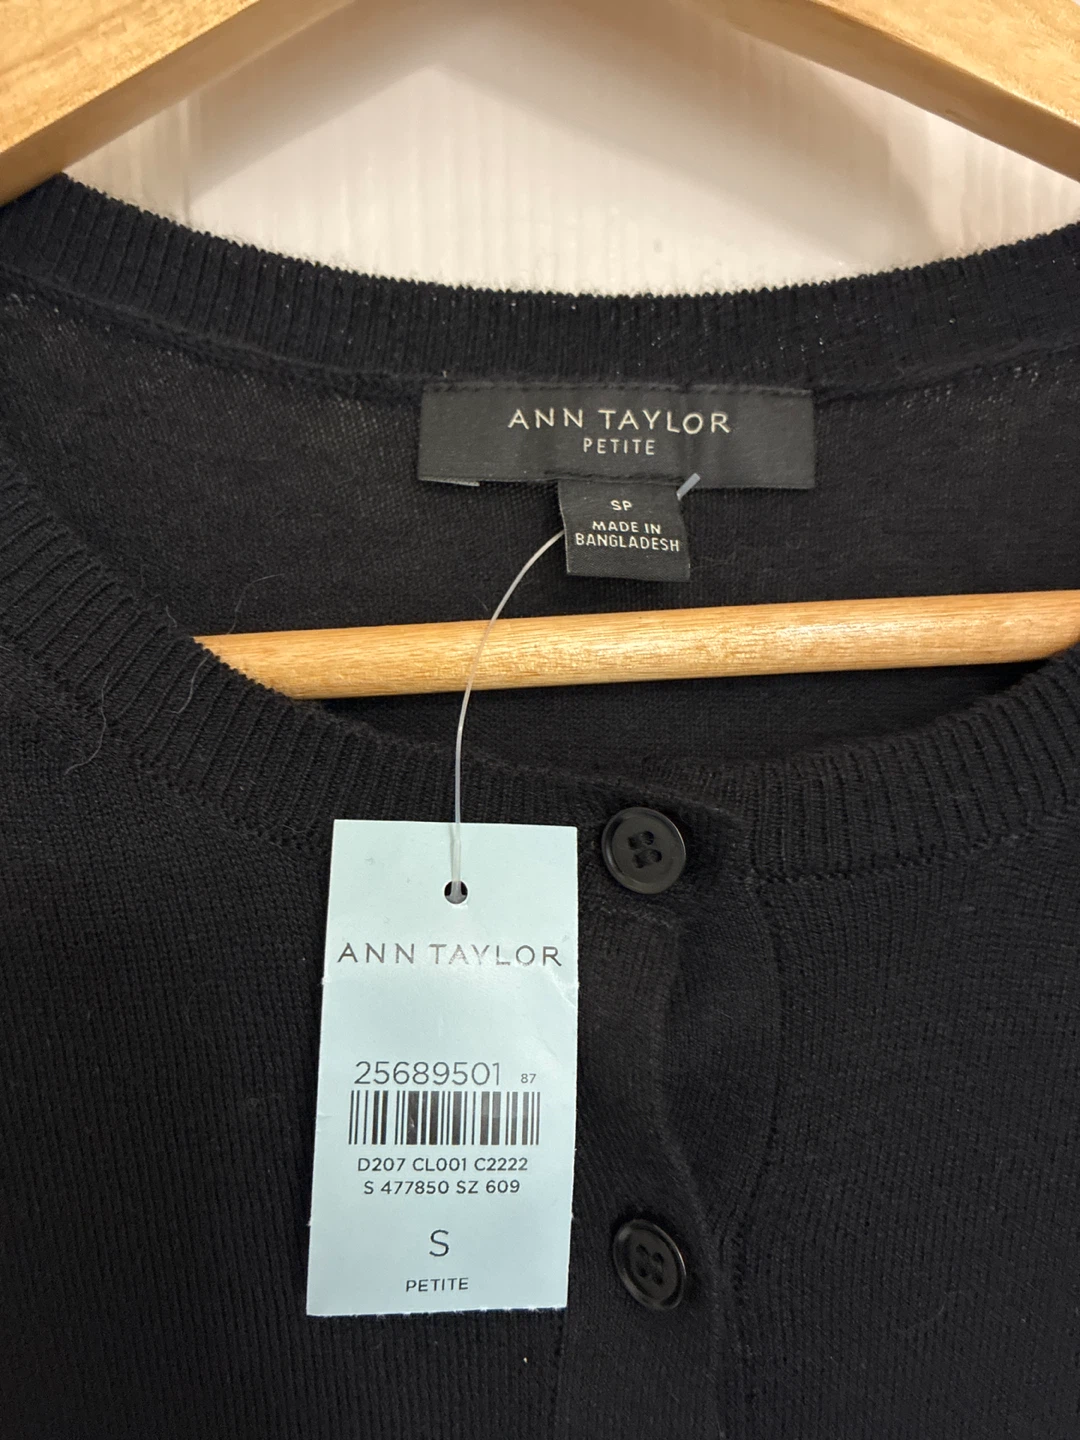 ANN TAYLOR
PETITE
SP
MADE IN
BANGLADESH
ANN TAYLOR
25689501 87
D207 CL001 C2222
S 477850 SZ 609
S
PETITE